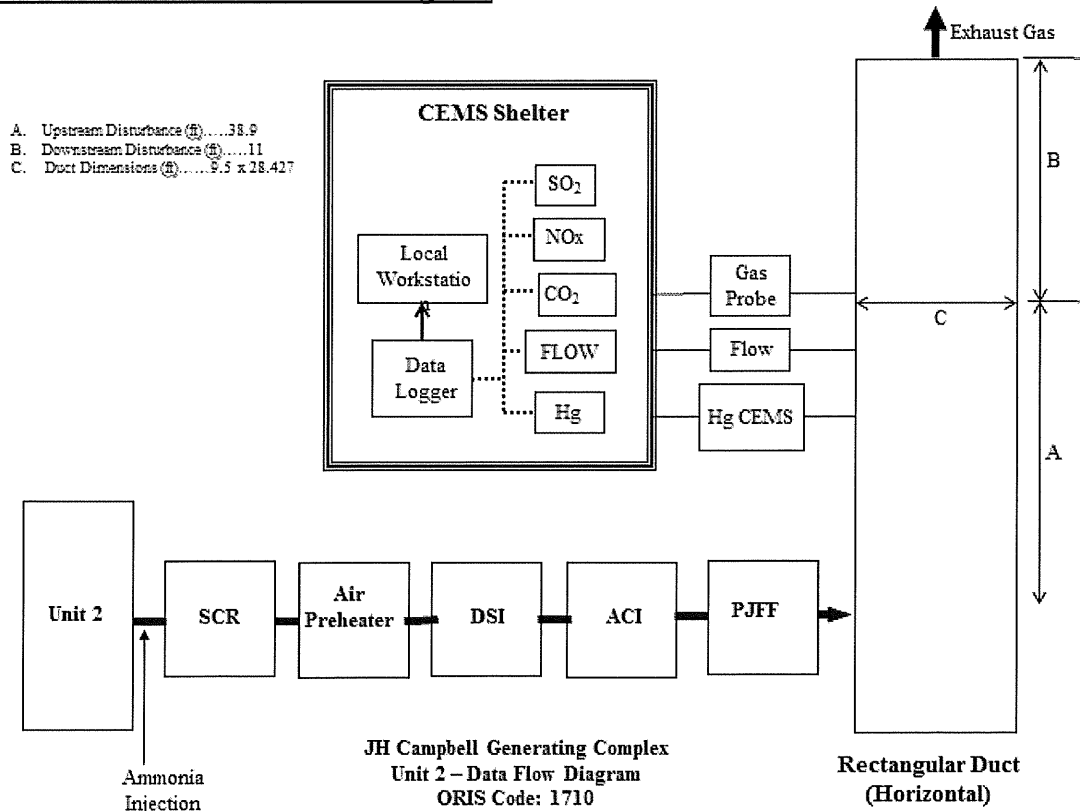 Exhaust Gas
A. Upstream Disturbance (ft).....38.9
B. Downstream Disturbance (ft).....11
C. Duct Dimensions (ft)......9.5 x 28.427
CEMS Shelter
SO₂
NOx
Local
Workstatio
n
CO₂
FLOW
Data
Logger
Hg
Gas
Probe
Flow
Hg CEMS
B
C
A
Unit 2
SCR
Air
Preheater
DSI
ACI
PJFF
Ammonia
Injection
JH Campbell Generating Complex
Unit 2 – Data Flow Diagram
ORIS Code: 1710
Rectangular Duct
(Horizontal)